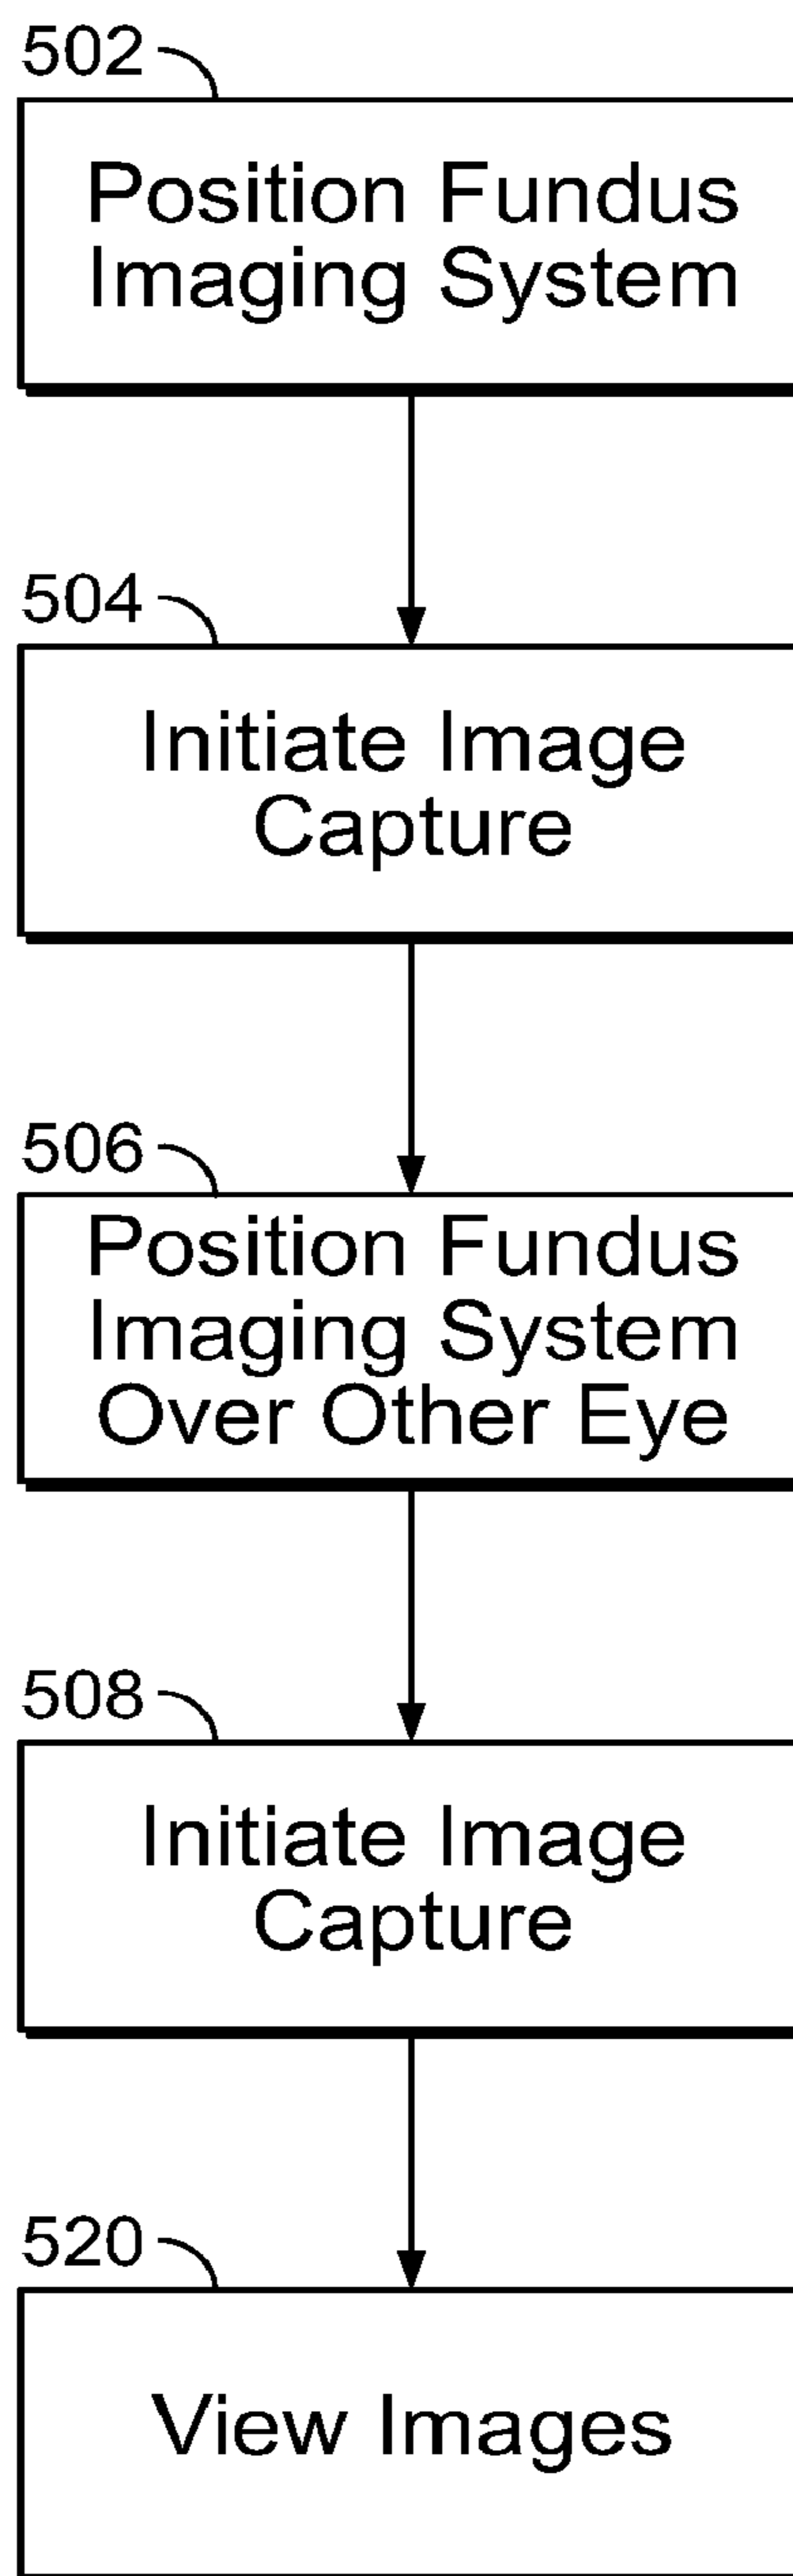 502
Position Fundus
Imaging System
504
Initiate Image
Capture
506
Position Fundus
Imaging System
Over Other Eye
508
Initiate Image
Capture
520
View Images